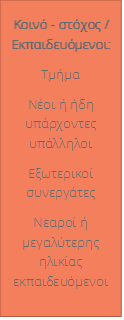 Κοινό - στόχος /
Εκπαιδευόμενοι:
Τμήμα
Νέοι ή ήδη
υπάρχοντες
υπάλληλοι
Εξωτερικοί
συνεργάτες
Νεαροί ή
μεγαλύτερης
ηλικίας
εκπαιδευόμενοι